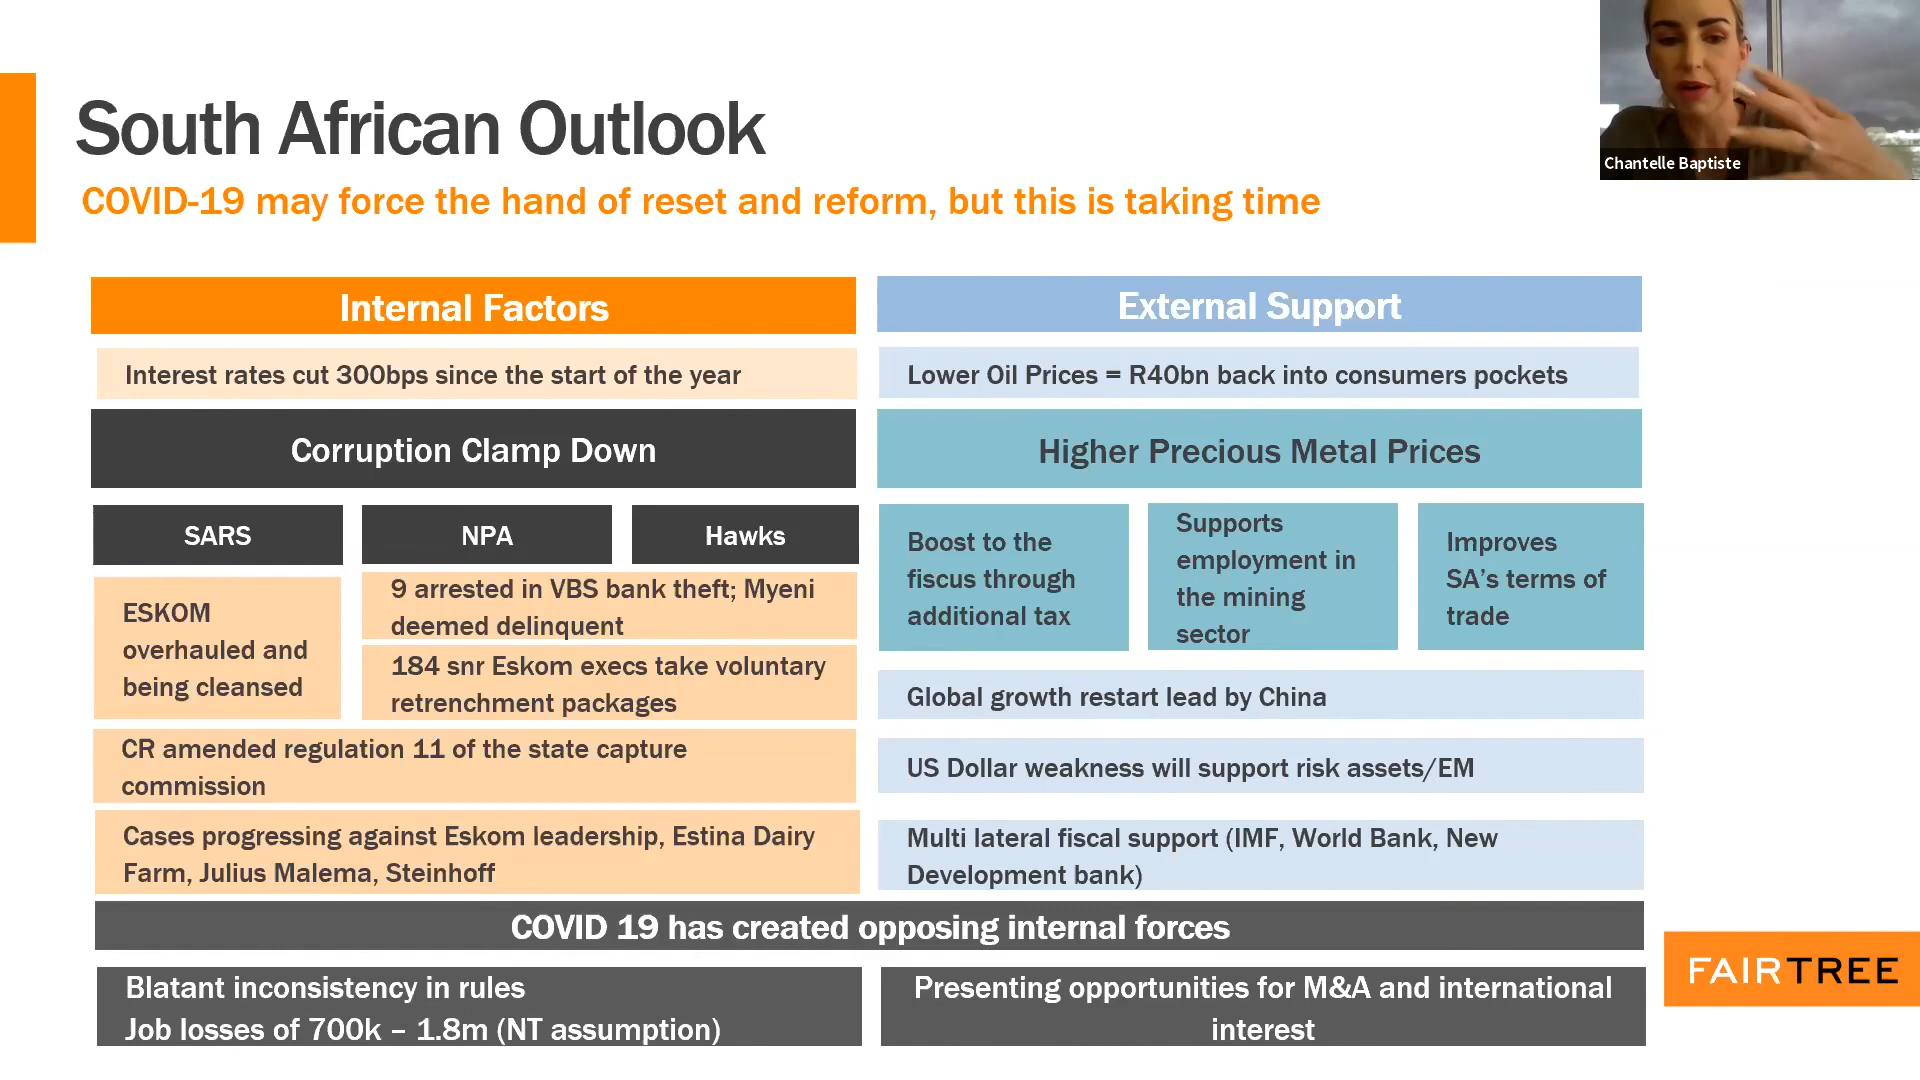 South African Outlook
COVID-19 may force the hand of reset and reform, but this is taking time
Chantelle Baptiste
Internal Factors
Interest rates cut 300bps since the start of the year
Corruption Clamp Down
SARS
NPA
Hawks
ESKOM
overhauled and
being cleansed
9 arrested in VBS bank theft; Myeni
deemed delinquent
184 snr Eskom execs take voluntary
retrenchment packages
CR amended regulation 11 of the state capture
commission
Cases progressing against Eskom leadership, Estina Dairy
Farm, Julius Malema, Steinhoff
External Support
Lower Oil Prices = R40bn back into consumers pockets
Higher Precious Metal Prices
Boost to the
fiscus through
additional tax
Supports
employment in
the mining
sector
Improves
SA's terms of
trade
Global growth restart lead by China
US Dollar weakness will support risk assets/EM
Multi lateral fiscal support (IMF, World Bank, New
Development bank)
COVID 19 has created opposing internal forces
Blatant inconsistency in rules
Job losses of 700k – 1.8m (NT assumption)
Presenting opportunities for M&A and international
interest
FAIRTREE